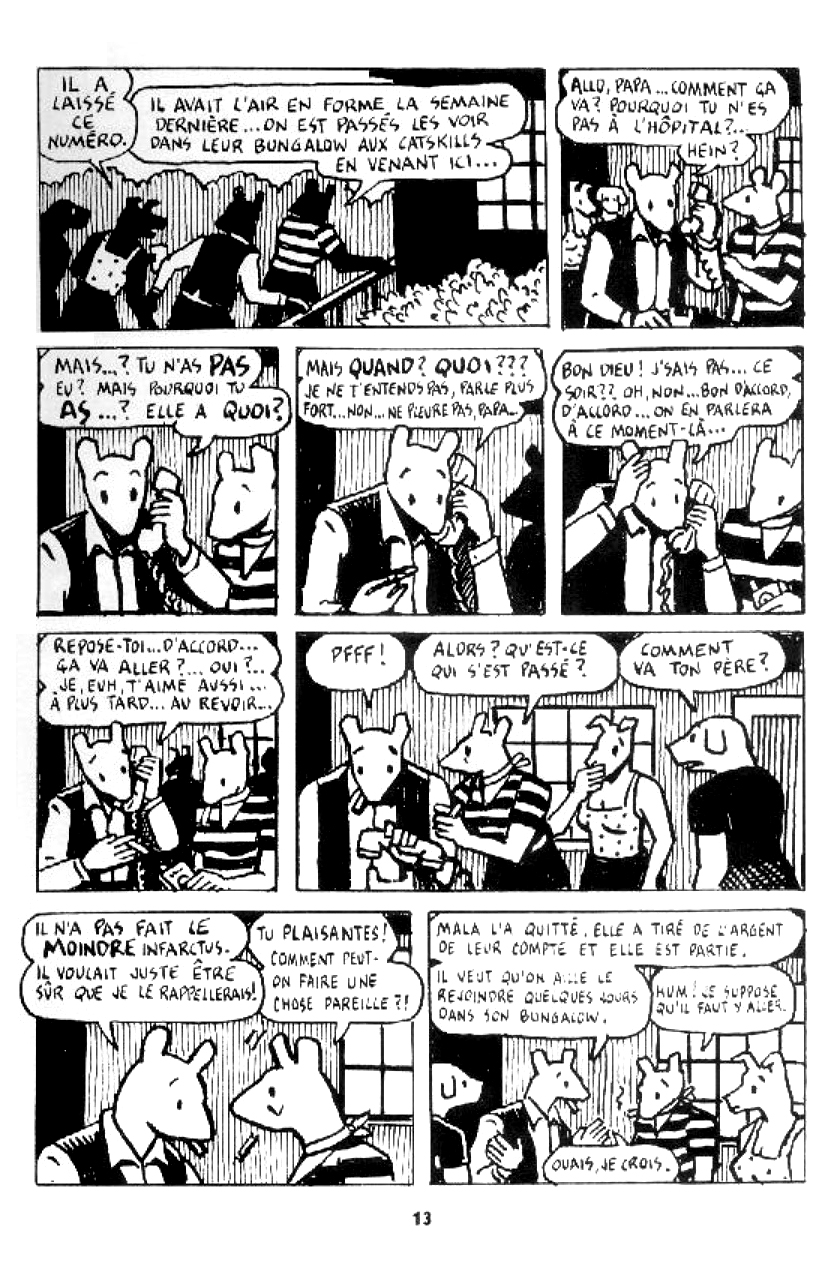 IL A
LAISSÉ
CE
NUMÉRO.
IL AVAIT L'AIR EN FORME LA SEMAINE
DERNIÈRE...ON EST PASSÉS LES VOIR
DANS LEUR BUNGALOW AUX CATSKILLS
EN VENANT ICI...
ALLO, PAPA...COMMENT ÇA
VA? POURQUOI TU N'ES
PAS À L'HÔPITAL?...
HEIN?
MAIS...? TU N'AS PAS
EU? MAIS POURQUOI TU
AS...? ELLE A QUOI?
MAIS QUAND? QUOI???
JE NE T'ENTENDS PAS, PARLE PLUS
FORT...NON...NE PLEURE PAS, PAPA...
BON DIEU! J'SAIS PAS... CE
SOIR?? OH, NON...BON D'ACCORD,
D'ACCORD...ON EN PARLERA
À CE MOMENT-LÀ...
REPOSE-TOI...D'ACCORD...
ÇA VA ALLER?... OUI?...
JE, EUH, T'AIME AUSSI...
À PLUS TARD... AU REVOIR...
PFFF!
ALORS? QU'EST-CE
QUI S'EST PASSÉ?
COMMENT
VA TON PÈRE?
IL N'A PAS FAIT LE
MOINDRE INFARCTUS.
IL VOULAIT JUSTE ÊTRE
SÛR QUE JE LE RAPPELLERAIS!
TU PLAISANTES!
COMMENT PEUT-
ON FAIRE UNE
CHOSE PAREILLE?!
MALA L'A QUITTÉ. ELLE A TIRÉ DE L'ARGENT
DE LEUR COMPTE ET ELLE EST PARTIE.
IL VEUT QU'ON AILLE LE
REJOINDRE QUELQUES JOURS
DANS SON BUNGALOW.
HUM! JE SUPPOSE
QU'IL FAUT Y ALLER.
OUAIS, JE CROIS.
13